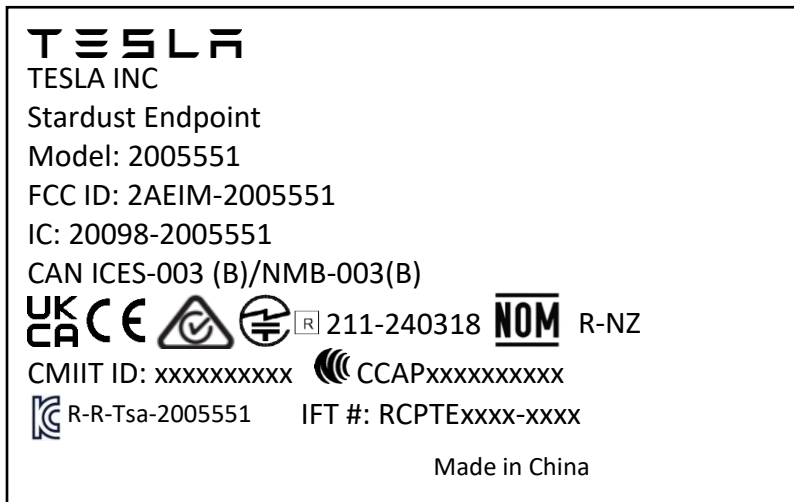 TESLA
TESLA INC
Stardust Endpoint
Model: 2005551
FCC ID: 2AEIM-2005551
IC: 20098-2005551
CAN ICES-003 (B)/NMB-003(B)
UK CA CE R 211-240318 NOM R-NZ
CMIIT ID: xxxxxxxxxx CCAPxxxxxxxxxx
R-R-Tsa-2005551 IFT #: RCPTExxxx-xxxx
Made in China